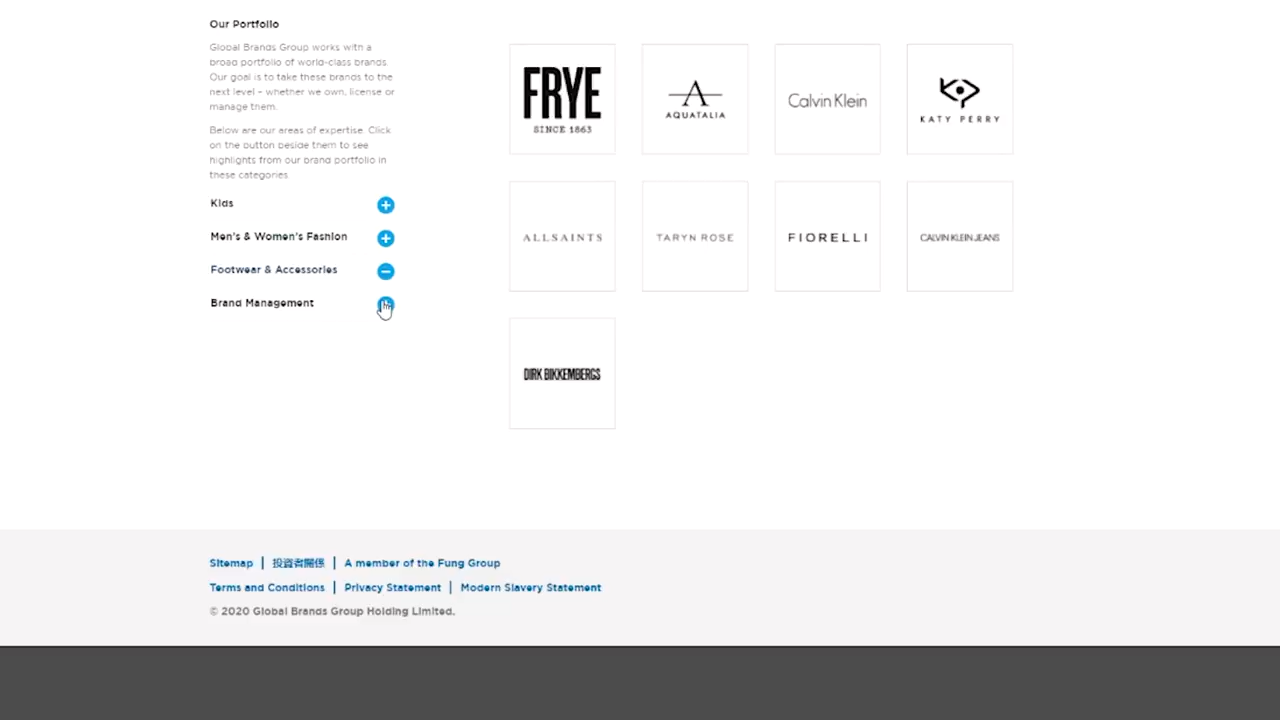 Our Portfolio
Global Brands Group works with a
broad portfolio of world-class brands.
Our goal is to take these brands to the
next level – whether we own, license or
manage them.
Below are our areas of expertise. Click
on the button beside them to see
highlights from our brand portfolio in
these categories.
Kids
Men's & Women's Fashion
Footwear & Accessories
Brand Management
FRYE
SINCE 1863
A
AQUATALIA
Calvin Klein
KATY PERRY
ALLSAINTS
TARYN ROSE
FIORELLI
CALVIN KLEIN JEANS
DIRK BIKKEMBERGS
Sitemap | 投資者關係 | A member of the Fung Group
Terms and Conditions | Privacy Statement | Modern Slavery Statement
© 2020 Global Brands Group Holding Limited.